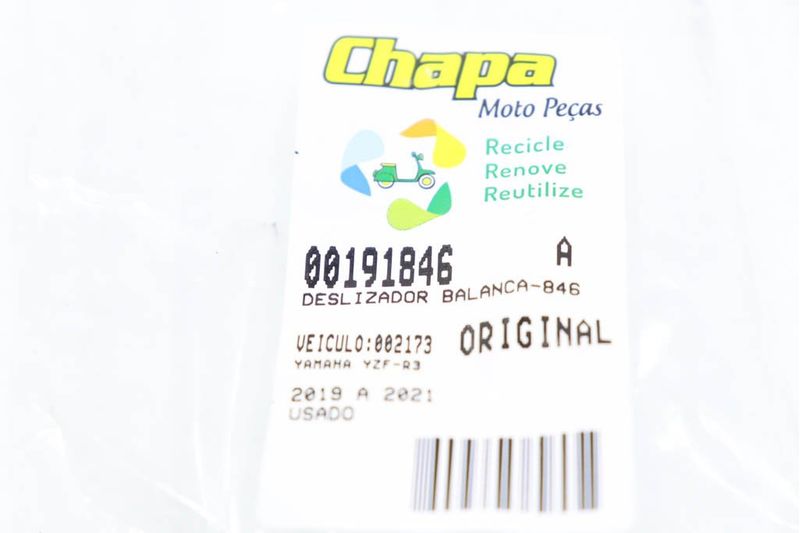 Chapa
Moto Peças
Recicle
Renove
Reutilize
00191846 A
DESLIZADOR BALANCA-846
VEICULO:002173 ORIGINAL
YAMAHA YZF-R3
2019 A 2021
USADO